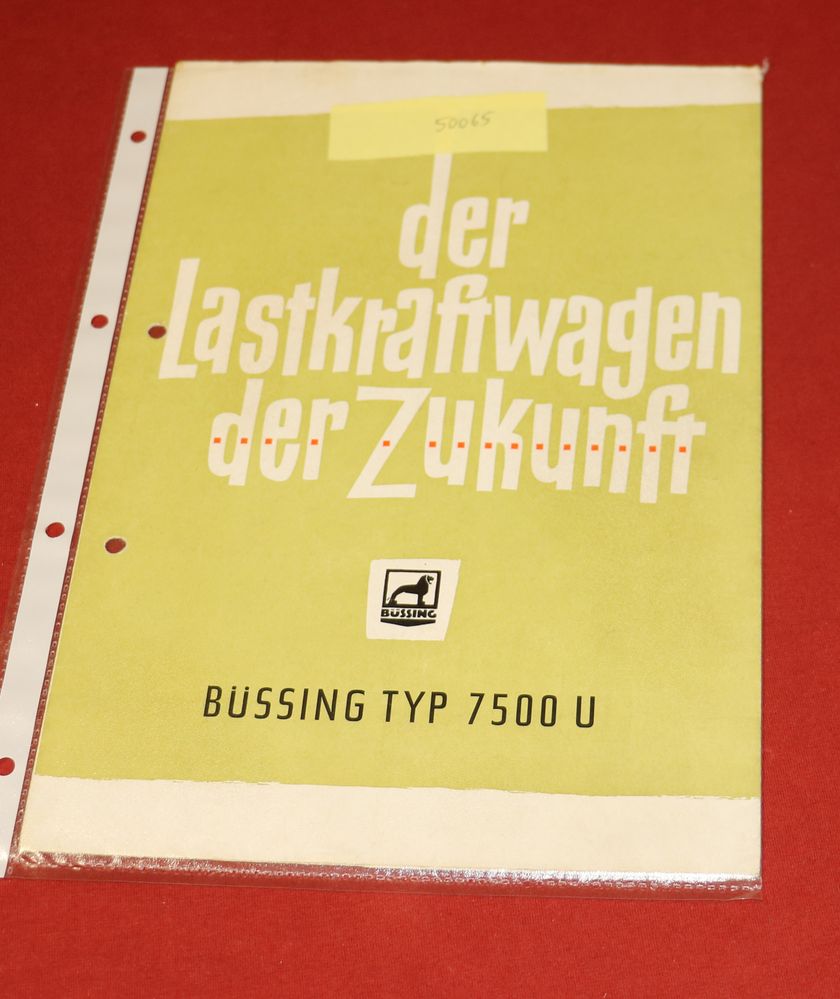 50065
der
Lastkraftwagen
der Zukunft
BÜSSING
BÜSSING TYP 7500 U